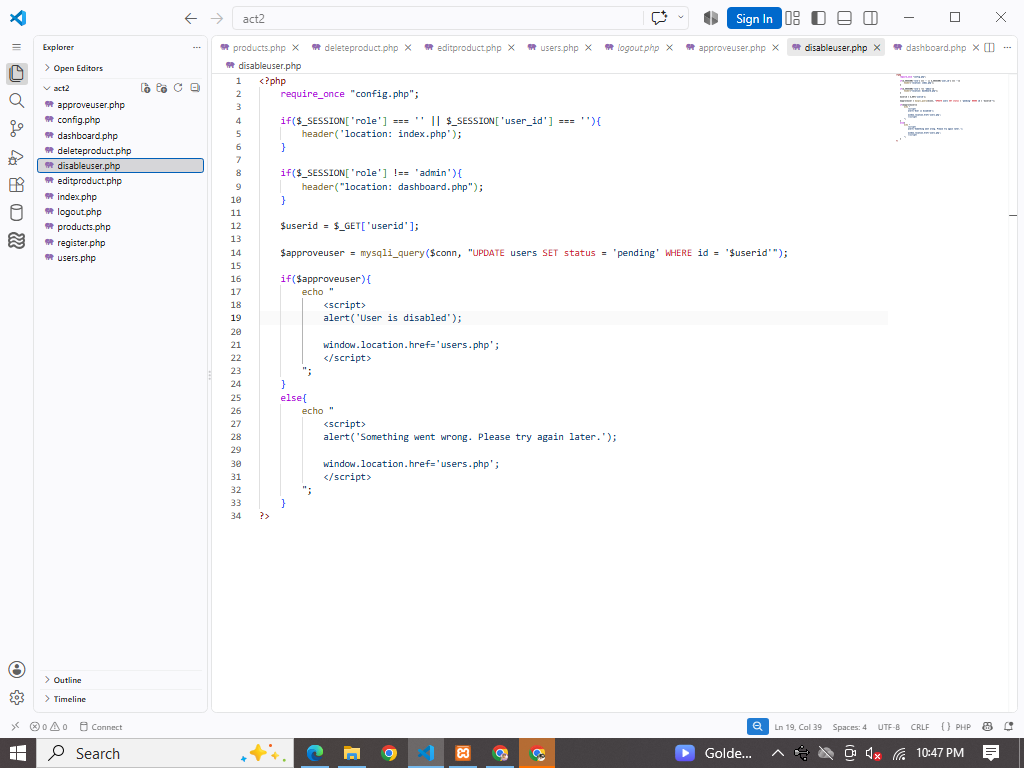 act2
Sign In
Explorer
Open Editors
act2
approveuser.php
config.php
dashboard.php
deleteproduct.php
disableuser.php
editproduct.php
index.php
logout.php
products.php
register.php
users.php
Outline
Timeline
products.php
deleteproduct.php
editproduct.php
users.php
logout.php
approveuser.php
disableuser.php
dashboard.php
disableuser.php
1 <?php
2 require_once "config.php";
3
4 if($_SESSION['role'] === '' || $_SESSION['user_id'] === ''){
5 header('location: index.php');
6 }
7
8 if($_SESSION['role'] !== 'admin'){
9 header("location: dashboard.php");
10 }
11
12 $userid = $_GET['userid'];
13
14 $approveuser = mysqli_query($conn, "UPDATE users SET status = 'pending' WHERE id = '$userid'");
15
16 if($approveuser){
17 echo "
18 <script>
19 alert('User is disabled');
20
21 window.location.href='users.php';
22 </script>
23 ";
24 }
25 else{
26 echo "
27 <script>
28 alert('Something went wrong. Please try again later.');
29
30 window.location.href='users.php';
31 </script>
32 ";
33 }
34 ?>
0 0 Connect
Ln 19, Col 39 Spaces: 4 UTF-8 CRLF { } PHP
Search
Golde...
10:47 PM